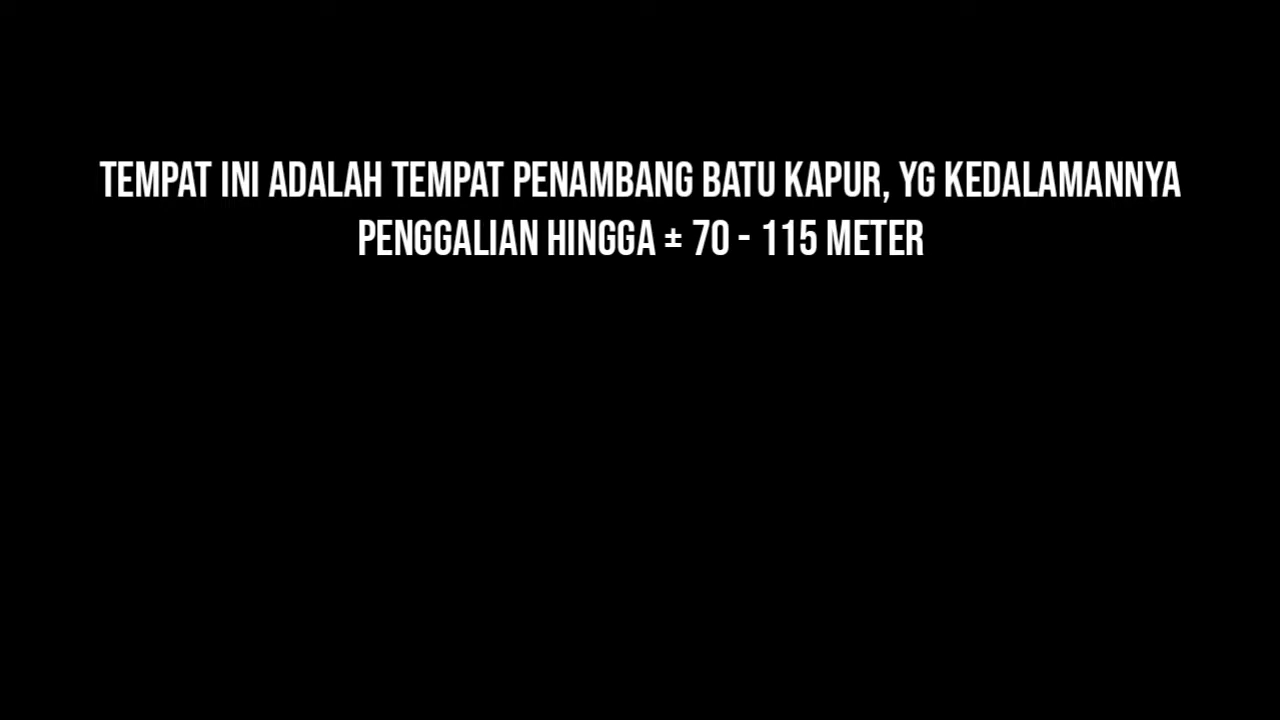 TEMPAT INI ADALAH TEMPAT PENAMBANG BATU KAPUR, YG KEDALAMANNYA
PENGGALIAN HINGGA ± 70 - 115 METER